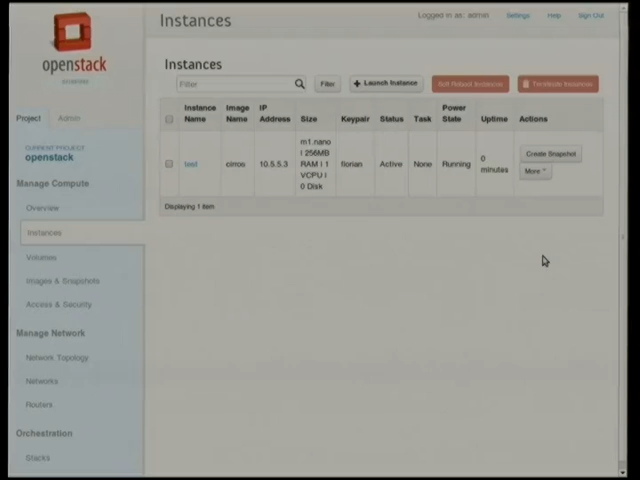 Instances
Logged in as: admin
Settings
Help
Sign Out
openstack
DASHBOARD
Instances
Filter
Filter
+ Launch Instance
Soft Reboot Instances
Terminate Instances
Project
Admin
Instance Name
Image Name
IP Address
Size
Keypair
Status
Task
Power State
Uptime
Actions
test
cirros
10.5.5.3
m1.nano
| 256MB
RAM | 1
VCPU |
0 Disk
florian
Active
None
Running
0 minutes
Create Snapshot
More
Displaying 1 item
CURRENT PROJECT
openstack
Manage Compute
Overview
Instances
Volumes
Images & Snapshots
Access & Security
Manage Network
Network Topology
Networks
Routers
Orchestration
Stacks